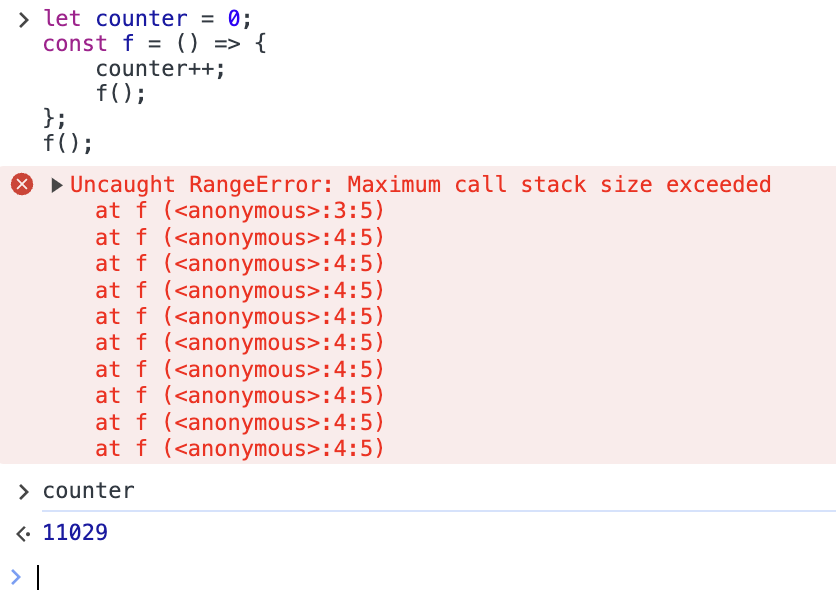 let counter = 0;
const f = () => {
    counter++;
    f();
};
f();
Uncaught RangeError: Maximum call stack size exceeded
    at f (<anonymous>:3:5)
    at f (<anonymous>:4:5)
    at f (<anonymous>:4:5)
    at f (<anonymous>:4:5)
    at f (<anonymous>:4:5)
    at f (<anonymous>:4:5)
    at f (<anonymous>:4:5)
    at f (<anonymous>:4:5)
    at f (<anonymous>:4:5)
    at f (<anonymous>:4:5)
counter
11029